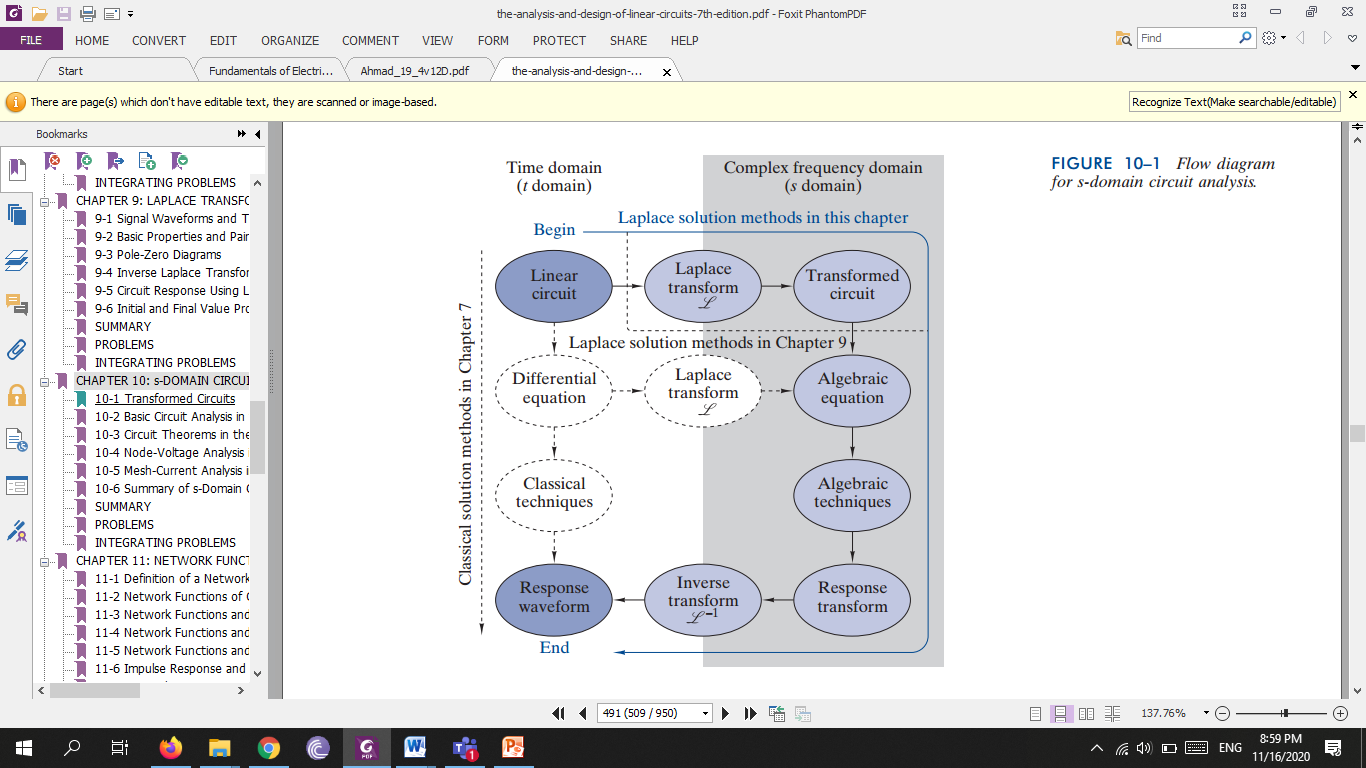 the-analysis-and-design-of-linear-circuits-7th-edition.pdf - Foxit PhantomPDF
FILE HOME CONVERT EDIT ORGANIZE COMMENT VIEW FORM PROTECT SHARE HELP
Find
Start Fundamentals of Electri... Ahmad_19_4v12D.pdf the-analysis-and-design-...
There are page(s) which don't have editable text, they are scanned or image-based.
Recognize Text(Make searchable/editable)
Bookmarks
INTEGRATING PROBLEMS
CHAPTER 9: LAPLACE TRANSFO
9-1 Signal Waveforms and T
9-2 Basic Properties and Pair
9-3 Pole-Zero Diagrams
9-4 Inverse Laplace Transfor
9-5 Circuit Response Using L
9-6 Initial and Final Value Pro
SUMMARY
PROBLEMS
INTEGRATING PROBLEMS
CHAPTER 10: s-DOMAIN CIRCUI
10-1 Transformed Circuits
10-2 Basic Circuit Analysis in
10-3 Circuit Theorems in the
10-4 Node-Voltage Analysis
10-5 Mesh-Current Analysis i
10-6 Summary of s-Domain C
SUMMARY
PROBLEMS
INTEGRATING PROBLEMS
CHAPTER 11: NETWORK FUNCT
11-1 Definition of a Network
11-2 Network Functions of C
11-3 Network Functions and
11-4 Network Functions and
11-5 Network Functions and
11-6 Impulse Response and
Time domain
(t domain)
Complex frequency domain
(s domain)
Laplace solution methods in this chapter
Begin
Linear
circuit
Laplace
transform
ℒ
Transformed
circuit
Laplace solution methods in Chapter 9
Classical solution methods in Chapter 7
Differential
equation
Laplace
transform
ℒ
Algebraic
equation
Classical
techniques
Algebraic
techniques
Response
waveform
Inverse
transform
ℒ⁻¹
Response
transform
End
FIGURE 10–1 Flow diagram
for s-domain circuit analysis.
491 (509 / 950)
137.76%
PDF
1
ENG
8:59 PM
11/16/2020